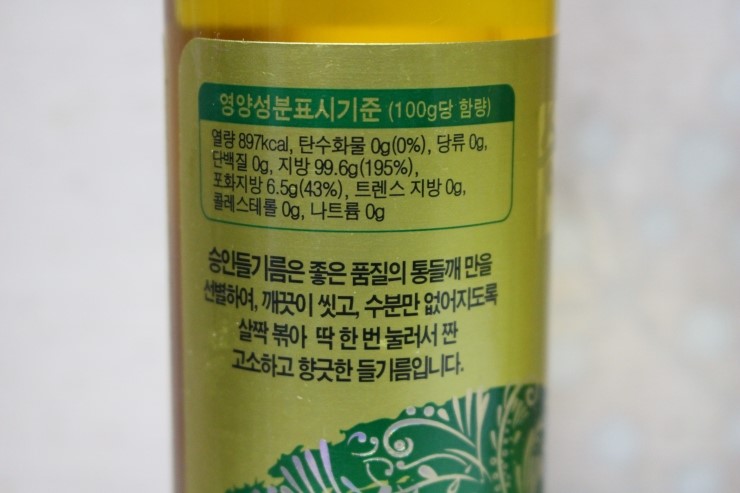 영양성분표시기준 (100g당 함량)
열량 897kcal, 탄수화물 0g(0%), 당류 0g,
단백질 0g, 지방 99.6g(195%),
포화지방 6.5g(43%), 트렌스 지방 0g,
콜레스테롤 0g, 나트륨 0g
승인들기름은 좋은 품질의 통들깨 만을
선별하여, 깨끗이 씻고, 수분만 없어지도록
살짝 볶아 딱 한 번 눌러서 짠
고소하고 향긋한 들기름입니다.